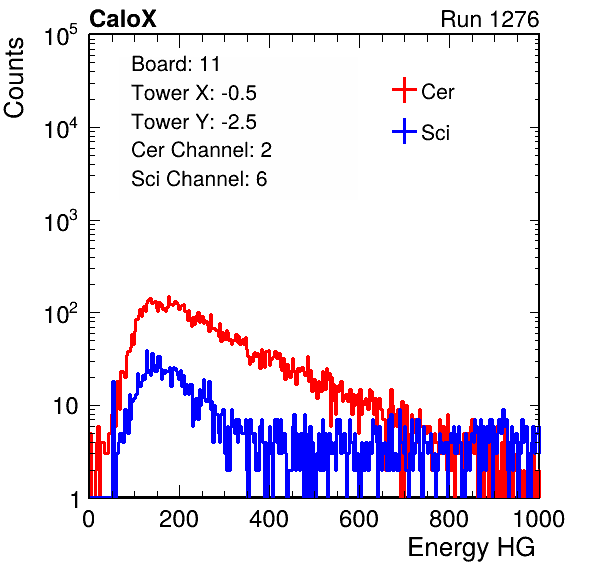 CaloX Run 1276
Counts
Board: 11
Tower X: -0.5
Tower Y: -2.5
Cer Channel: 2
Sci Channel: 6
Cer
Sci
10^5
10^4
10^3
10^2
10
1
0 200 400 600 800 1000
Energy HG